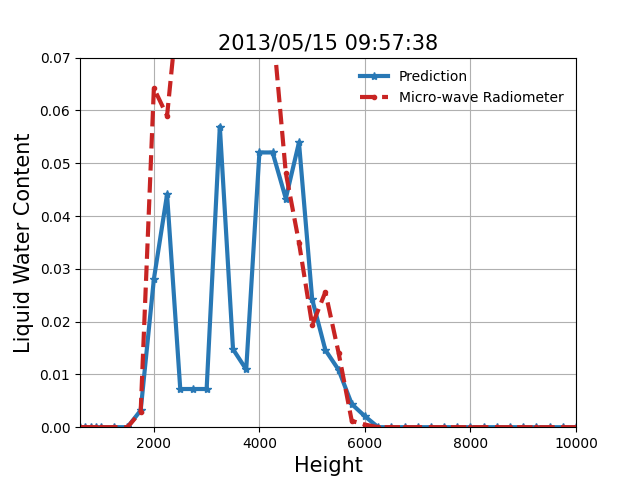 2013/05/15 09:57:38
0.07
0.06
0.05
0.04
0.03
0.02
0.01
0.00
Liquid Water Content
Prediction
Micro-wave Radiometer
2000 4000 6000 8000 10000
Height